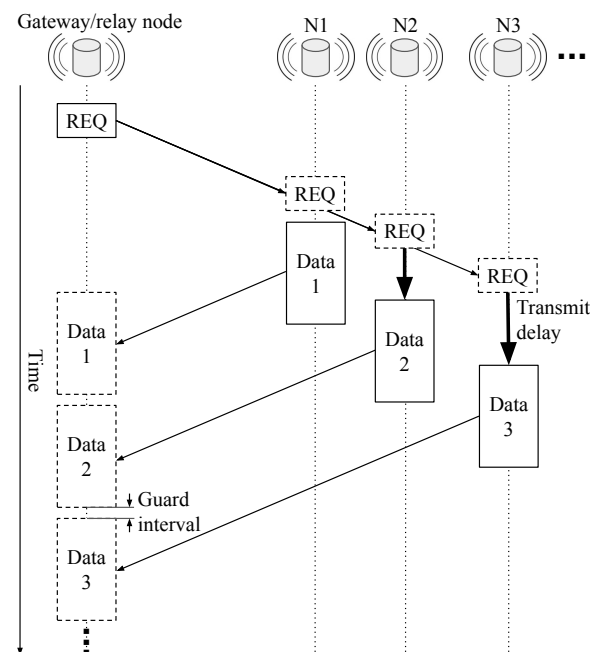 Gateway/relay node
N1
N2
N3
...
REQ
REQ
REQ
REQ
Data
1
Transmit
delay
Data
1
Data
2
Time
Data
3
Data
2
Guard
interval
Data
3